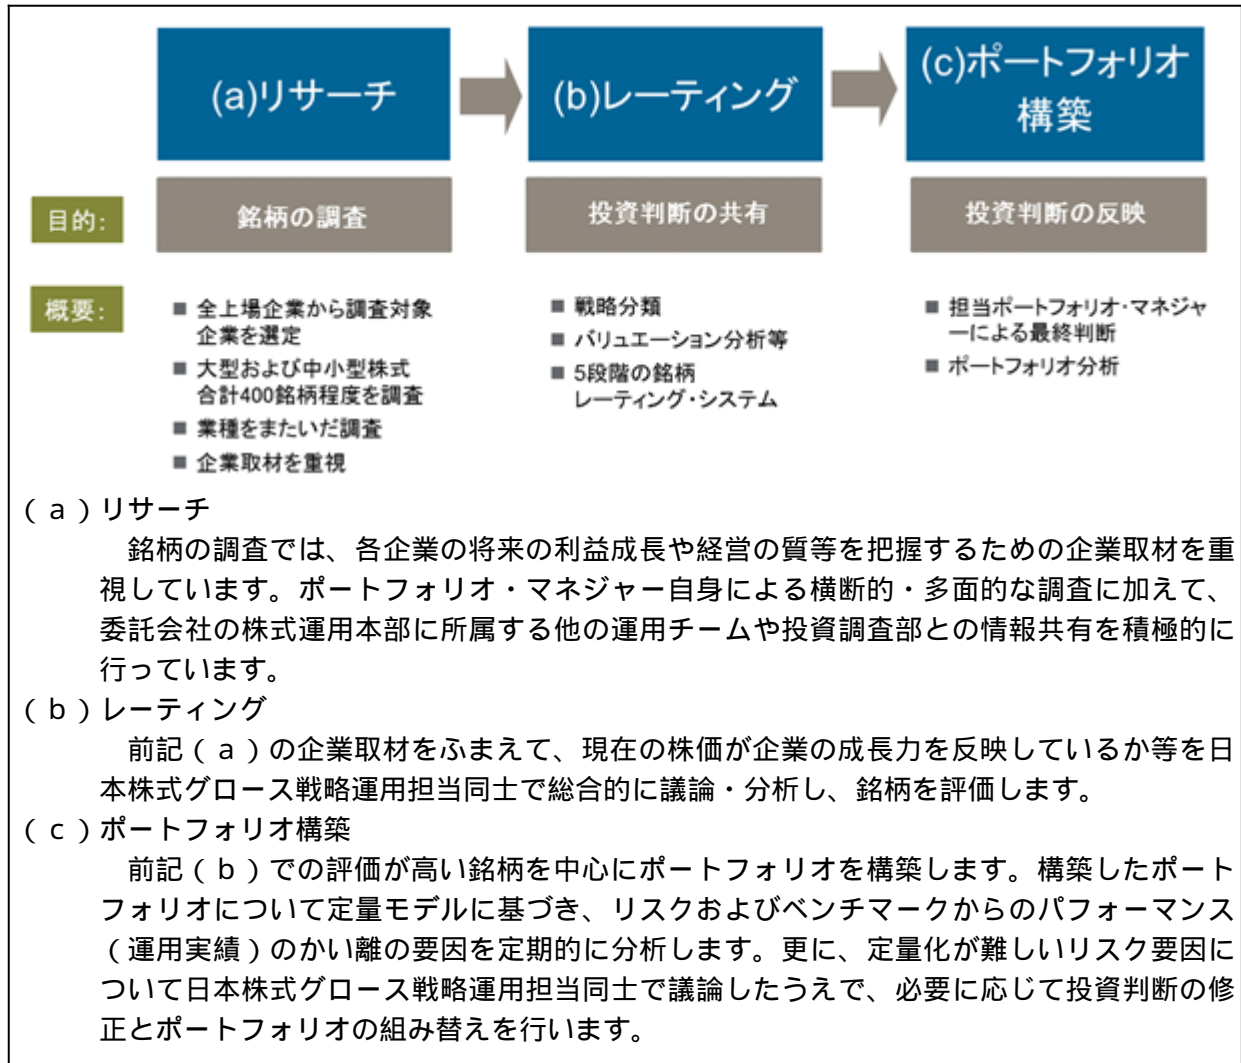 (a)リサーチ
(b)レーティング
(c)ポートフォリオ
構築
目的:
銘柄の調査
投資判断の共有
投資判断の反映
概要:
■ 全上場企業から調査対象
企業を選定
■ 大型および中小型株式
合計400銘柄程度を調査
■ 業種をまたいだ調査
■ 企業取材を重視
■ 戦略分類
■ バリュエーション分析等
■ 5段階の銘柄
レーティング・システム
■ 担当ポートフォリオ・マネジャ
ーによる最終判断
■ ポートフォリオ分析
(a)リサーチ
銘柄の調査では、各企業の将来の利益成長や経営の質等を把握するための企業取材を重
視しています。ポートフォリオ・マネジャー自身による横断的・多面的な調査に加えて、
委託会社の株式運用本部に所属する他の運用チームや投資調査部との情報共有を積極的に
行っています。
(b)レーティング
前記(a)の企業取材をふまえて、現在の株価が企業の成長力を反映しているか等を日
本株式グロース戦略運用担当同士で総合的に議論・分析し、銘柄を評価します。
(c)ポートフォリオ構築
前記(b)での評価が高い銘柄を中心にポートフォリオを構築します。構築したポート
フォリオについて定量モデルに基づき、リスクおよびベンチマークからのパフォーマンス
(運用実績)のかい離の要因を定期的に分析します。更に、定量化が難しいリスク要因に
ついて日本株式グロース戦略運用担当同士で議論したうえで、必要に応じて投資判断の修
正とポートフォリオの組み替えを行います。